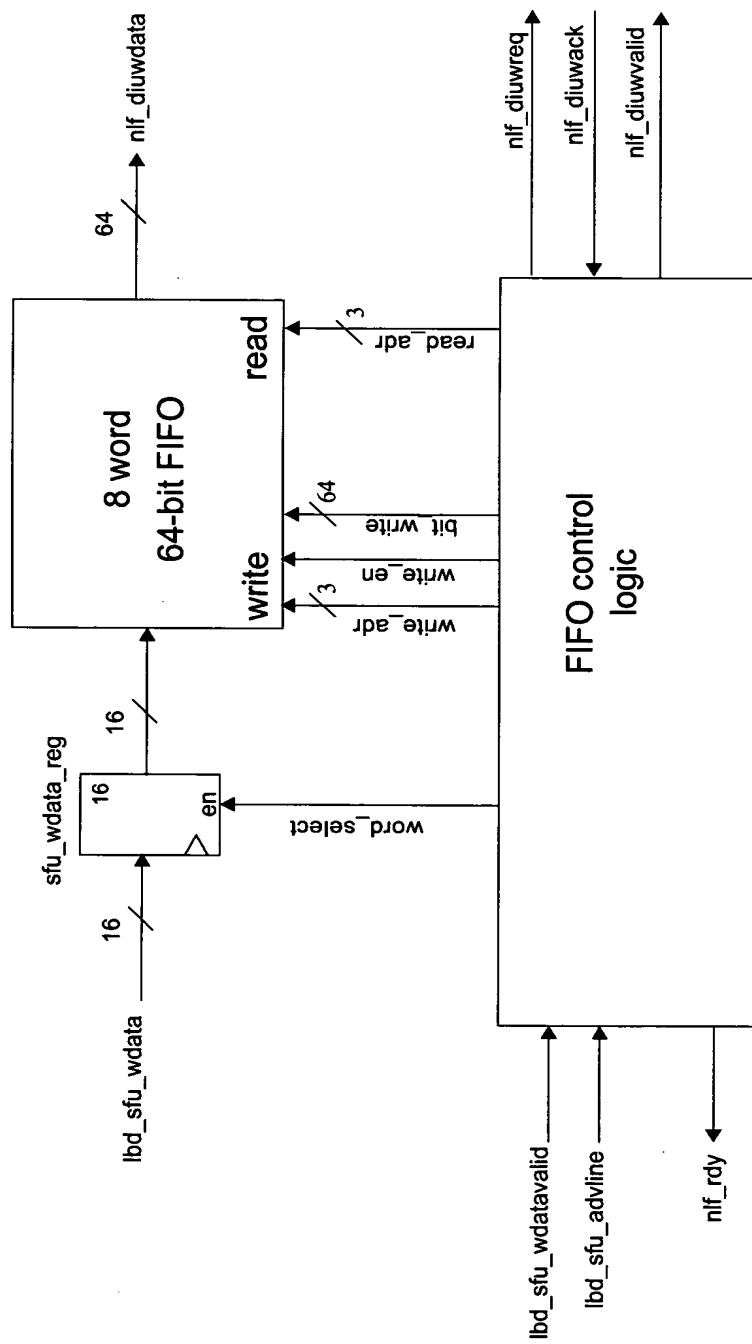 nlf_diuwdata
64
8 word
64-bit FIFO
write
read
16
sfu_wdata_reg
16
en
16
lbd_sfu_wdata
word_select
write_adr
3
write_en
bit_write
64
read_adr
3
FIFO control
logic
nlf_diuwreq
nlf_diuwack
nlf_diuwvalid
lbd_sfu_wdatavalid
lbd_sfu_advline
nlf_rdy